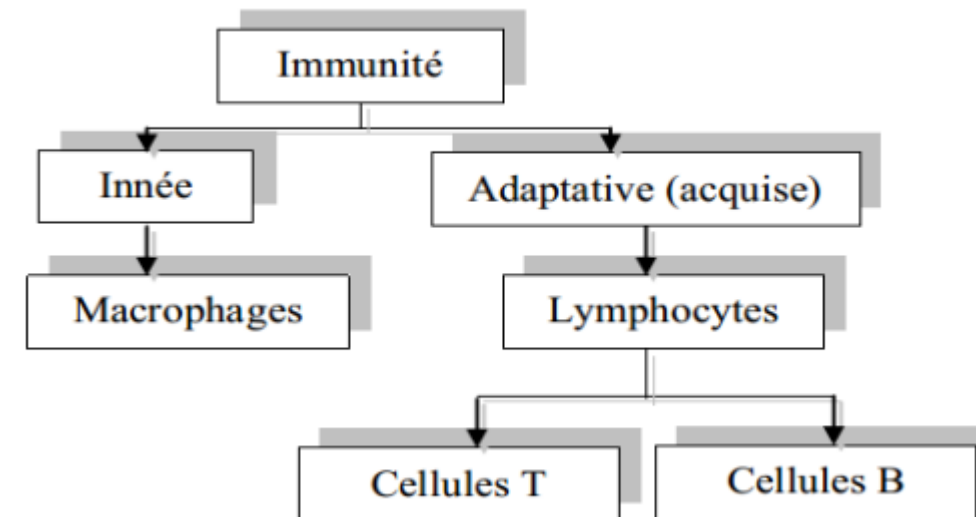 Immunité
Innée
Adaptative (acquise)
Macrophages
Lymphocytes
Cellules T
Cellules B